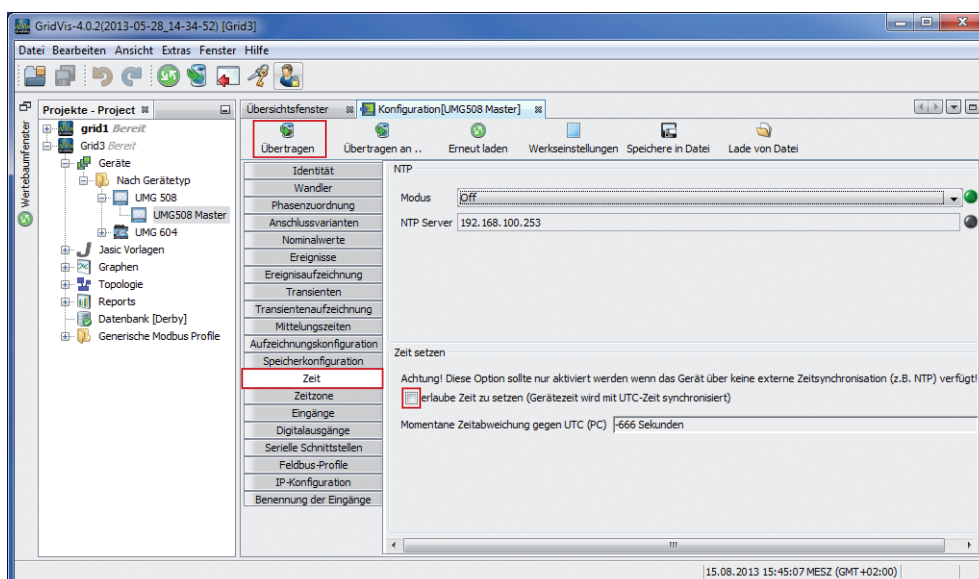 GridVis-4.0.2(2013-05-28_14-34-52) [Grid3]
Datei Bearbeiten Ansicht Extras Fenster Hilfe
Wertebaumfenster
Projekte - Project
grid1 Bereit
Grid3 Bereit
Geräte
Nach Gerätetyp
UMG 508
UMG508 Master
UMG 604
Jasic Vorlagen
Graphen
Topologie
Reports
Datenbank [Derby]
Generische Modbus Profile
Übersichtsfenster
Konfiguration[UMG508 Master]
Übertragen
Übertragen an ..
Erneut laden
Werkseinstellungen
Speichere in Datei
Lade von Datei
Identität
Wandler
Phasenzuordnung
Anschlussvarianten
Nominalwerte
Ereignisse
Ereignisaufzeichnung
Transienten
Transientenaufzeichnung
Mittelungszeiten
Aufzeichnungskonfiguration
Speicherkonfiguration
Zeit
Zeitzone
Eingänge
Digitalausgänge
Serielle Schnittstellen
Feldbus-Profile
IP-Konfiguration
Benennung der Eingänge
NTP
Modus Off
NTP Server 192.168.100.253
Zeit setzen
Achtung! Diese Option sollte nur aktiviert werden wenn das Gerät über keine externe Zeitsynchronisation (z.B. NTP) verfügt!
erlaube Zeit zu setzen (Gerätezeit wird mit UTC-Zeit synchronisiert)
Momentane Zeitabweichung gegen UTC (PC) -666 Sekunden
15.08.2013 15:45:07 MESZ (GMT+02:00)